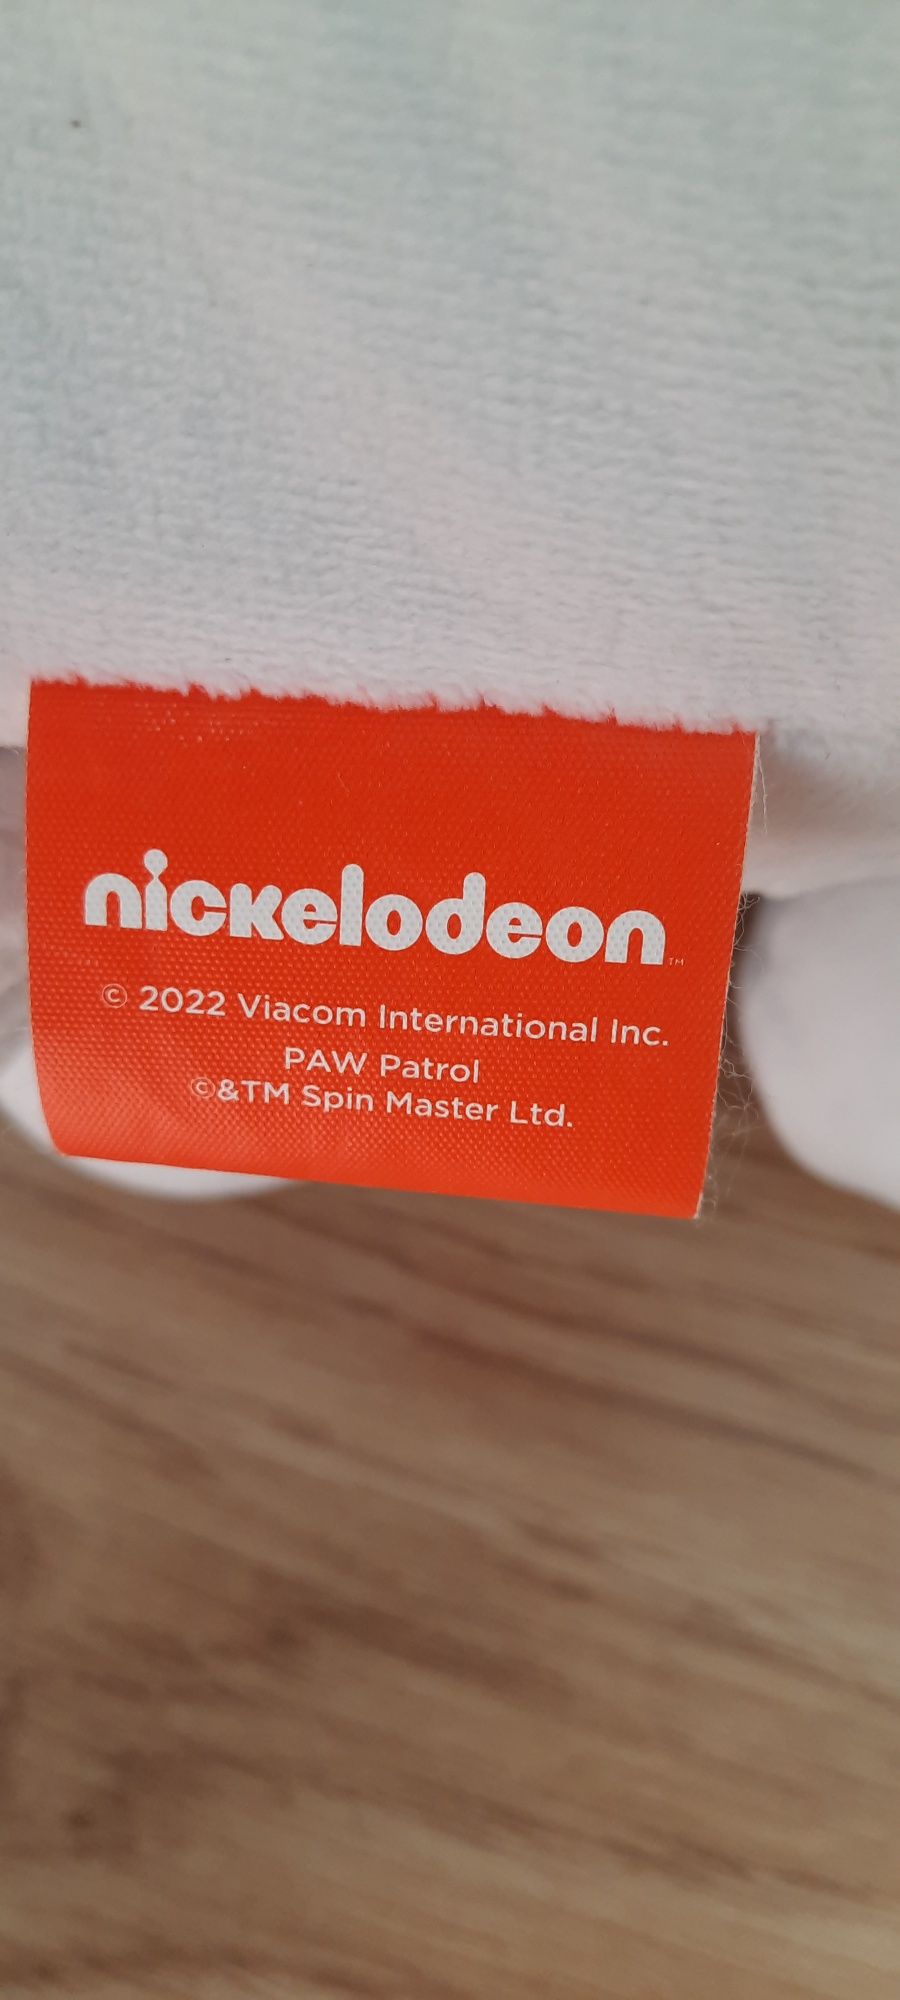 nickelodeon™
© 2022 Viacom International Inc.
PAW Patrol
©&TM Spin Master Ltd.